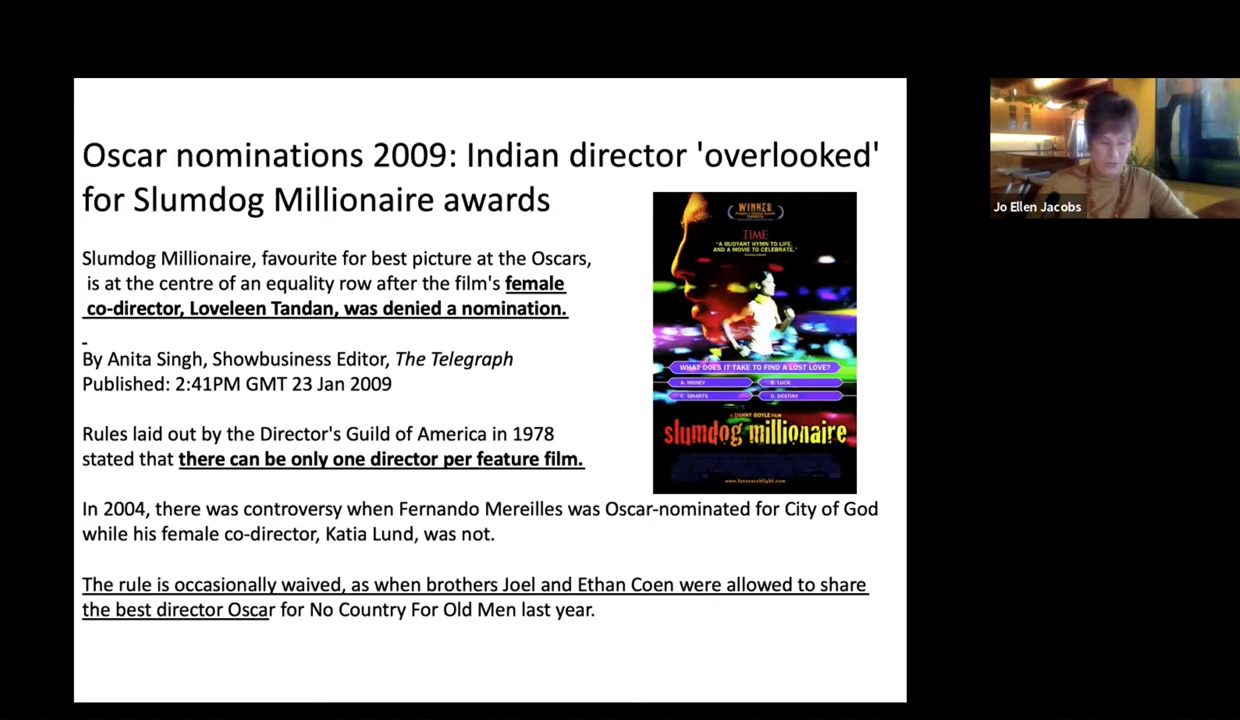 Oscar nominations 2009: Indian director 'overlooked'
for Slumdog Millionaire awards
Slumdog Millionaire, favourite for best picture at the Oscars,
is at the centre of an equality row after the film's female
co-director, Loveleen Tandan, was denied a nomination.
By Anita Singh, Showbusiness Editor, The Telegraph
Published: 2:41PM GMT 23 Jan 2009
Rules laid out by the Director's Guild of America in 1978
stated that there can be only one director per feature film.
In 2004, there was controversy when Fernando Mereilles was Oscar-nominated for City of God
while his female co-director, Katia Lund, was not.
The rule is occasionally waived, as when brothers Joel and Ethan Coen were allowed to share
the best director Oscar for No Country For Old Men last year.
WINNER
TIME
"A BUOYANT HYMN TO LIFE,
AND A MOVIE TO CELEBRATE."
WHAT DOES IT TAKE TO FIND A LOST LOVE?
A. MONEY
B. LUCK
C. SMARTS
D. DESTINY
A DANNY BOYLE FILM
slumdog millionaire
Jo Ellen Jacobs